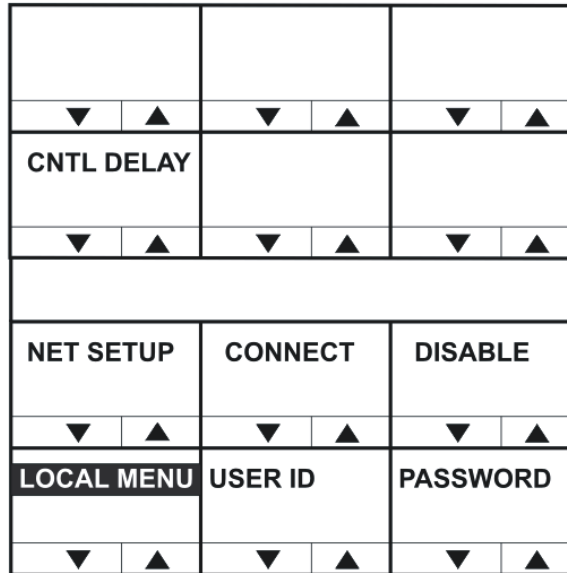 CNTL DELAY
NET SETUP CONNECT DISABLE
LOCAL MENU USER ID PASSWORD